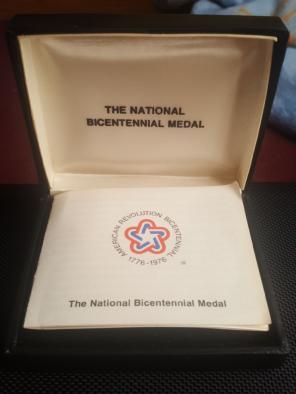 THE NATIONAL
BICENTENNIAL MEDAL
AMERICAN REVOLUTION BICENTENNIAL
1776-1976
The National Bicentennial Medal